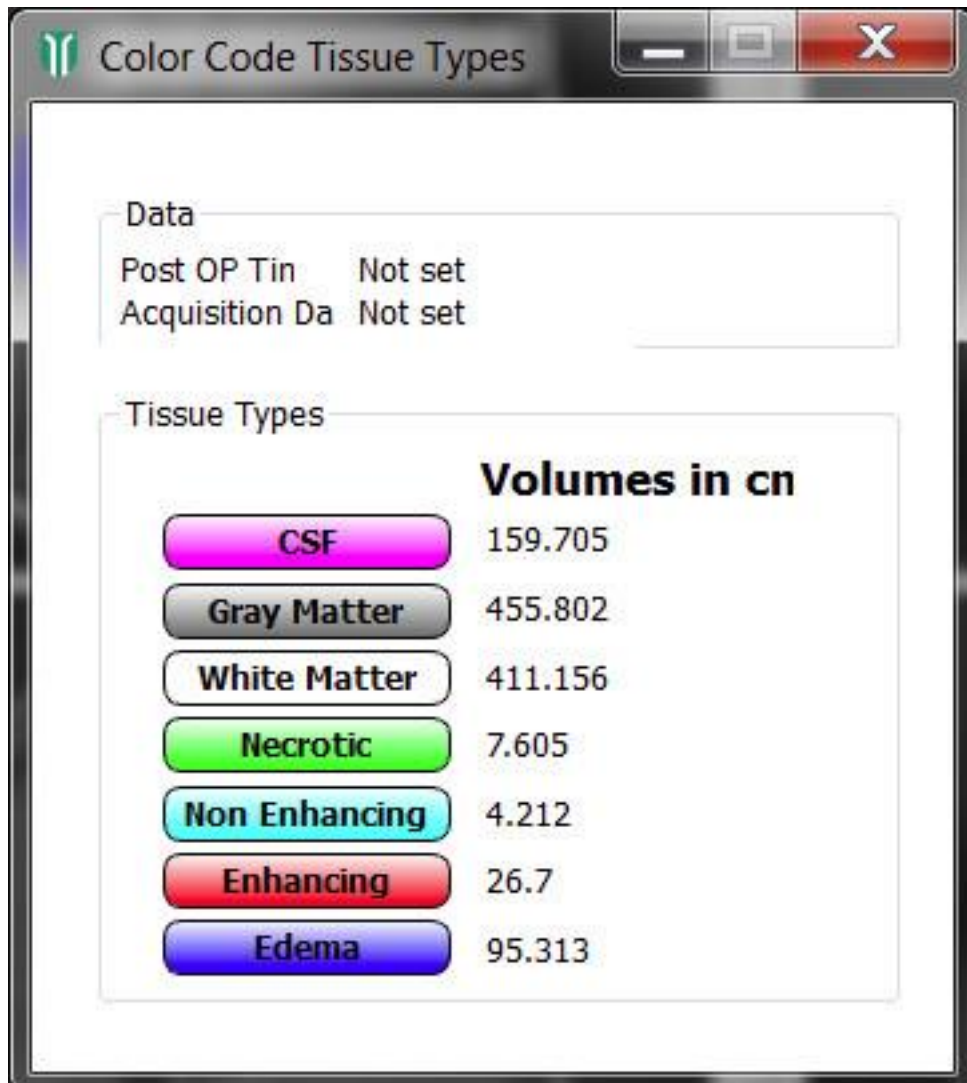 Color Code Tissue Types
Data
Post OP Tin Not set
Acquisition Da Not set
Tissue Types
Volumes in cn
CSF 159.705
Gray Matter 455.802
White Matter 411.156
Necrotic 7.605
Non Enhancing 4.212
Enhancing 26.7
Edema 95.313